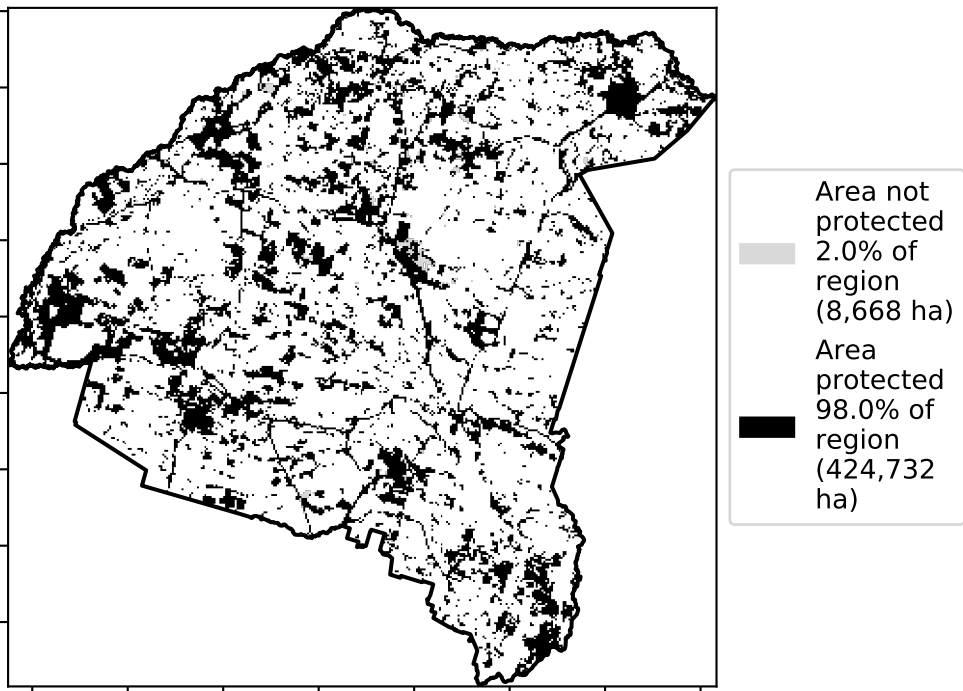 Area not
protected
2.0% of
region
(8,668 ha)
Area
protected
98.0% of
region
(424,732
ha)